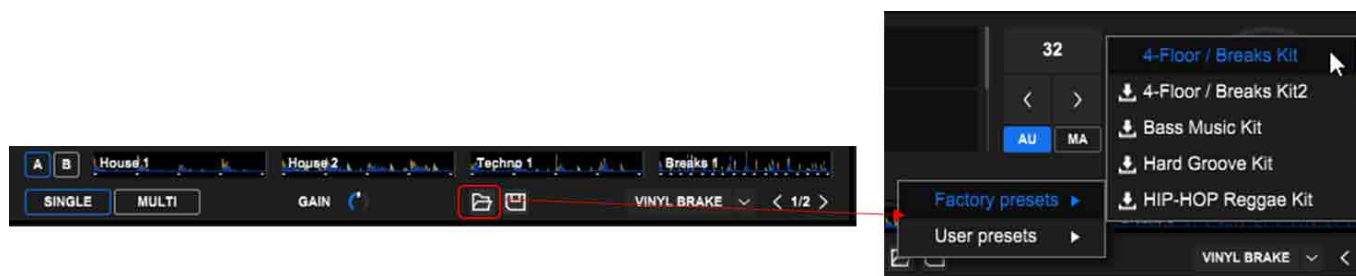 A B House 1 House 2 Techno 1 Breaks 1
SINGLE MULTI GAIN VINYL BRAKE < 1/2 >
32
< >
AU MA
Factory presets
User presets
4-Floor / Breaks Kit
4-Floor / Breaks Kit2
Bass Music Kit
Hard Groove Kit
HIP-HOP Reggae Kit
VINYL BRAKE <